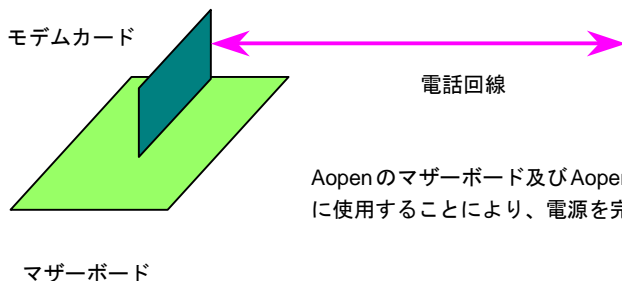 モデムカード
電話回線
Aopenのマザーボード及びAope
に使用することにより、電源を完
マザーボード